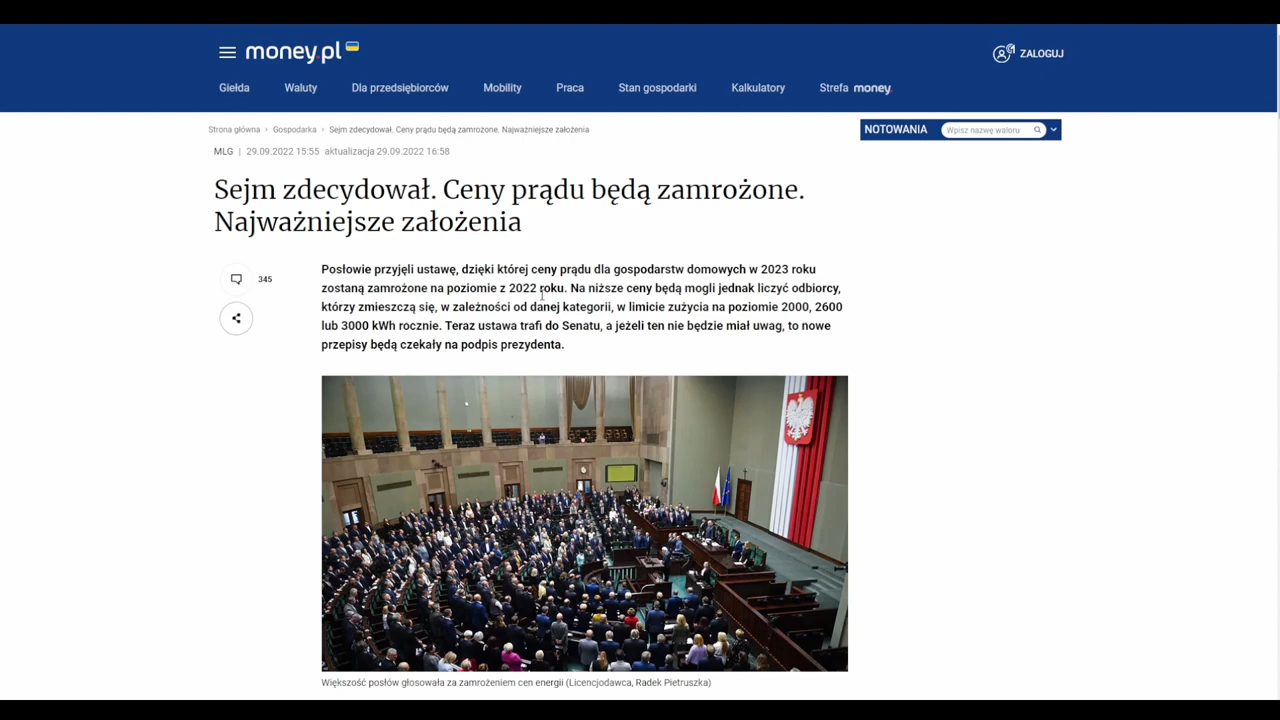 money.pl
ZALOGUJ
Giełda
Waluty
Dla przedsiębiorców
Mobility
Praca
Stan gospodarki
Kalkulatory
Strefa money
Strona główna › Gospodarka › Sejm zdecydował. Ceny prądu będą zamrożone. Najważniejsze założenia
NOTOWANIA
Wpisz nazwę waloru
MLG | 29.09.2022 15:55 aktualizacja 29.09.2022 16:58
Sejm zdecydował. Ceny prądu będą zamrożone.
Najważniejsze założenia
345
Posłowie przyjęli ustawę, dzięki której ceny prądu dla gospodarstw domowych w 2023 roku
zostaną zamrożone na poziomie z 2022 roku. Na niższe ceny będą mogli jednak liczyć odbiorcy,
którzy zmieszczą się, w zależności od danej kategorii, w limicie zużycia na poziomie 2000, 2600
lub 3000 kWh rocznie. Teraz ustawa trafi do Senatu, a jeżeli ten nie będzie miał uwag, to nowe
przepisy będą czekały na podpis prezydenta.
Większość posłów głosowała za zamrożeniem cen energii (Licencjodawca, Radek Pietruszka)